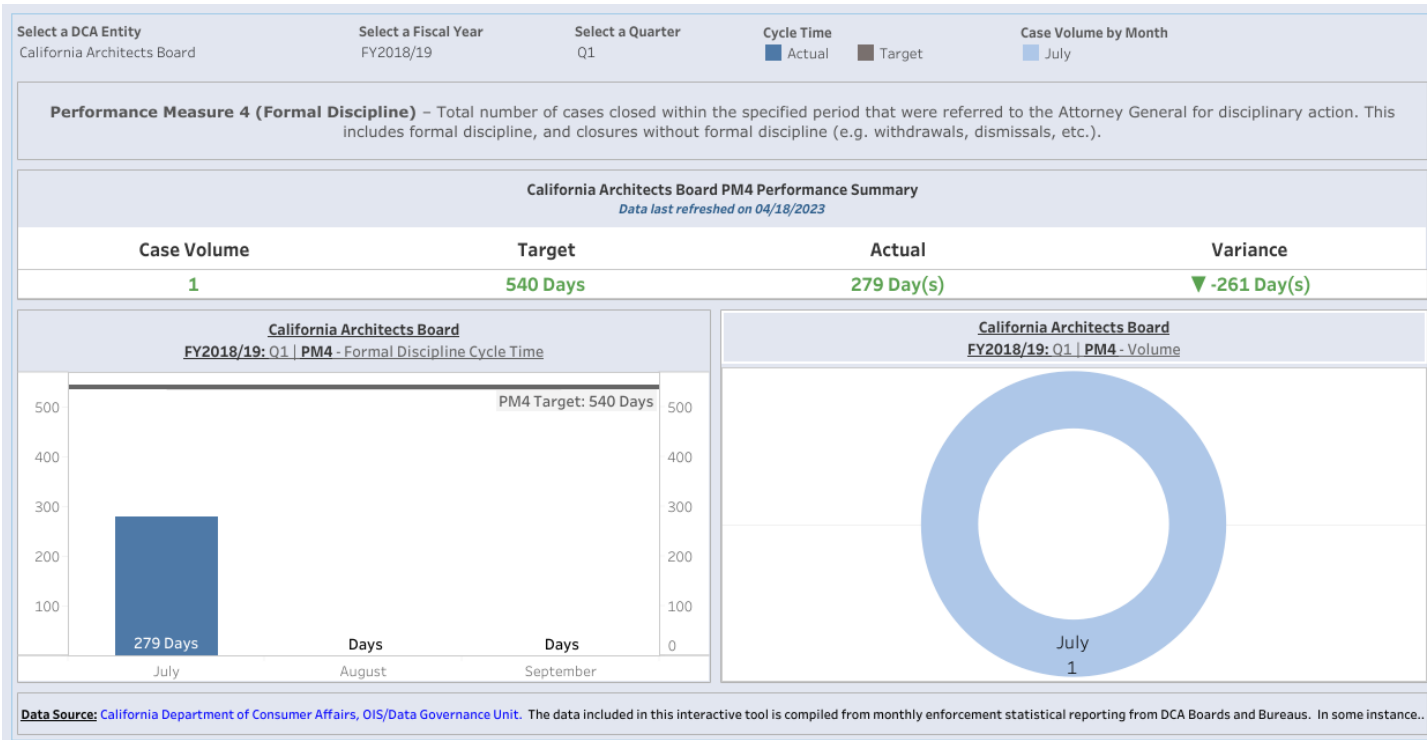 Select a DCA Entity
California Architects Board
Select a Fiscal Year
FY2018/19
Select a Quarter
Q1
Cycle Time
Actual Target
Case Volume by Month
July
Performance Measure 4 (Formal Discipline) – Total number of cases closed within the specified period that were referred to the Attorney General for disciplinary action. This
includes formal discipline, and closures without formal discipline (e.g. withdrawals, dismissals, etc.).
California Architects Board PM4 Performance Summary
Data last refreshed on 04/18/2023
Case Volume Target Actual Variance
1 540 Days 279 Day(s) ▼ -261 Day(s)
California Architects Board
FY2018/19: Q1 | PM4 - Formal Discipline Cycle Time
PM4 Target: 540 Days
500 500
400 400
300 300
200 200
100 100
0
279 Days Days Days
July August September
California Architects Board
FY2018/19: Q1 | PM4 - Volume
July
1
Data Source: California Department of Consumer Affairs, OIS/Data Governance Unit. The data included in this interactive tool is compiled from monthly enforcement statistical reporting from DCA Boards and Bureaus. In some instance..